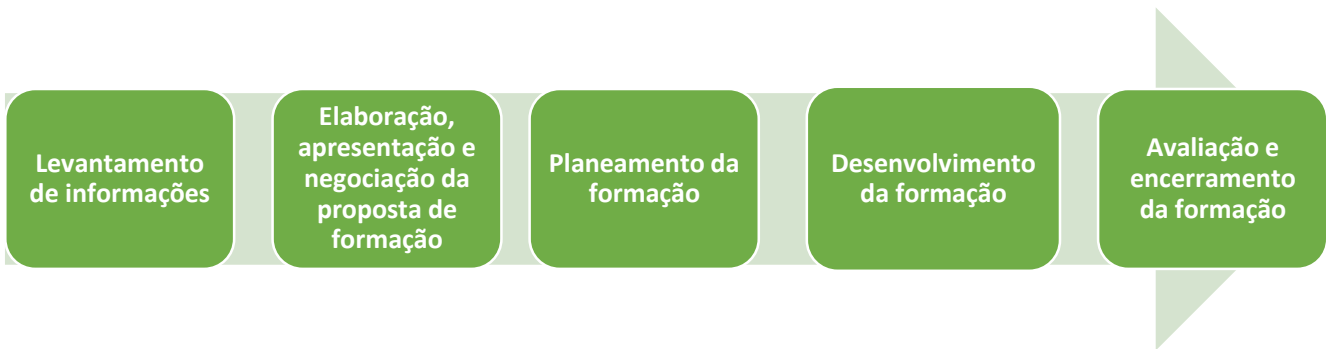 Levantamento
de informações
Elaboração,
apresentação e
negociação da
proposta de
formação
Planeamento da
formação
Desenvolvimento
da formação
Avaliação e
encerramento
da formação